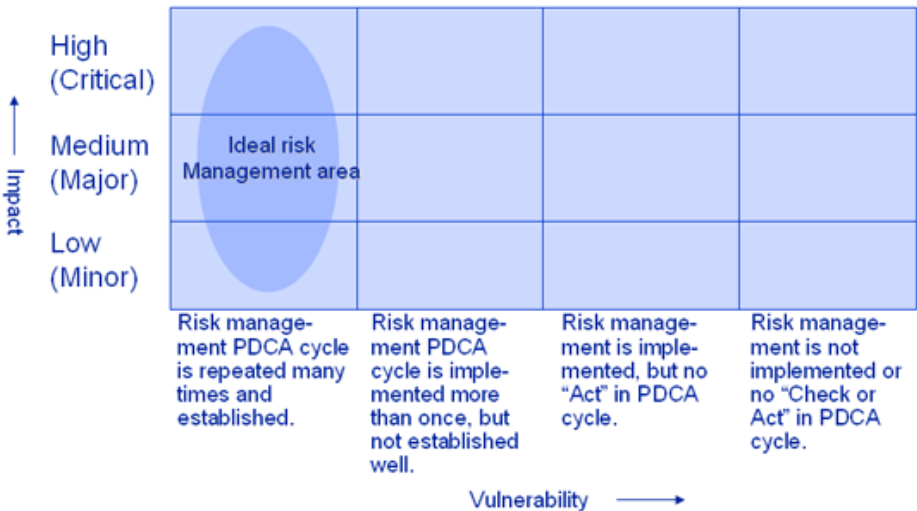 High
(Critical)
Medium
(Major)
Low
(Minor)
Impact
Ideal risk
Management area
Risk manage-
ment PDCA cycle
is repeated many
times and
established.
Risk manage-
ment PDCA
cycle is imple-
mented more
than once, but
not established
well.
Risk manage-
ment is imple-
mented, but no
“Act” in PDCA
cycle.
Risk manage-
ment is not
implemented or
no “Check or
Act” in PDCA
cycle.
Vulnerability